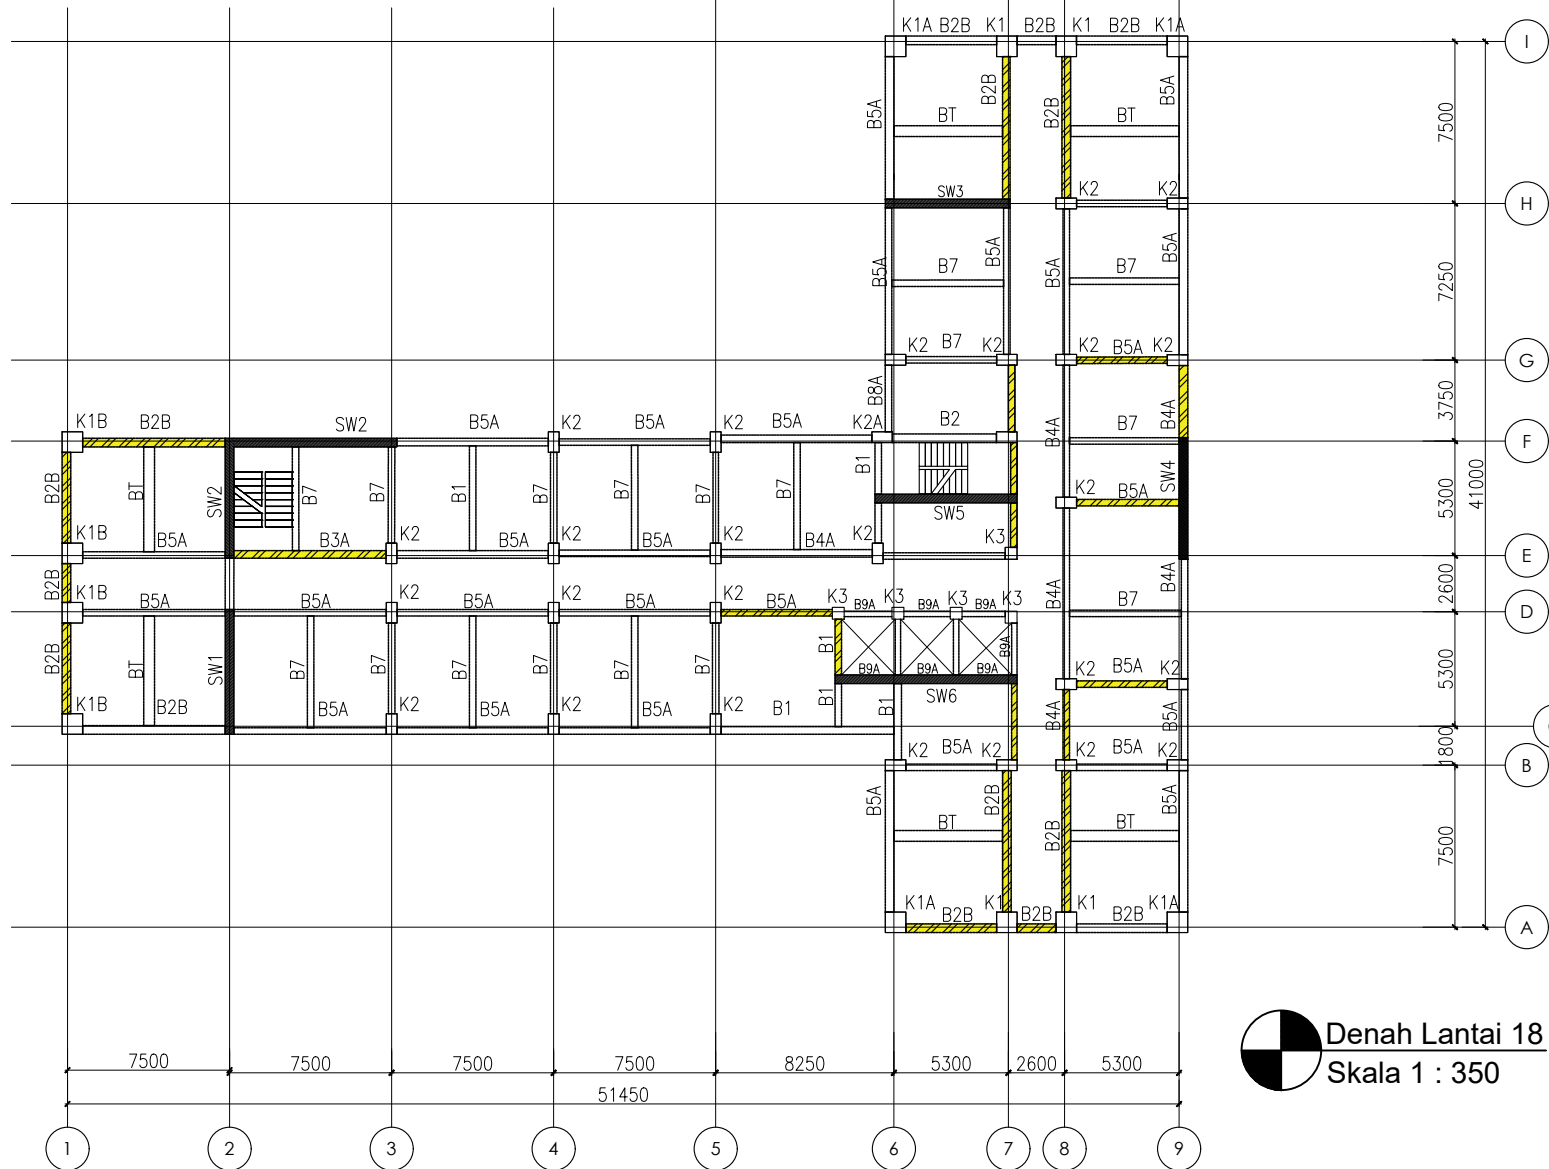 K1A B2B K1 B2B K1 B2B K1A
I
B5A B2B B2B B5A
BT BT
7500
SW3 K2 K2
H
B5A B7 B5A B5A B7 B5A
7250
K2 B7 K2 K2 B5A K2
G
B8A B4A
3750
K1B B2B SW2 B5A K2 B5A K2 B5A K2A B2 B4A B7
F
B2B BT SW2 B7 B7 B1 B7 B7 B7 B7 B1 K2 B5A SW4
SW5
5300
41000
K1B B5A B3A K2 B5A K2 B5A K2 B4A K2 K3
E
B2B B4A B7 B4A
2600
K1B B5A B5A K2 B5A K2 B5A K2 B5A K3 B9A K3 B9A K3 B9A K3
D
B2B BT SW1 B7 B7 B7 B7 B7 B7 B1 B9A
B9A B9A B9A
K2 B5A K2
5300
SW6
K1B B2B B5A K2 B5A K2 B5A K2 B1 B1 B1 B4A B5A
K2 B5A K2 K2 B5A K2
1800
B
B5A B2B B2B B5A
BT BT
7500
K1A B2B K1 B2B K1 B2B K1A
A
Denah Lantai 18
Skala 1 : 350
7500 7500 7500 7500 8250 5300 2600 5300
51450
1 2 3 4 5 6 7 8 9